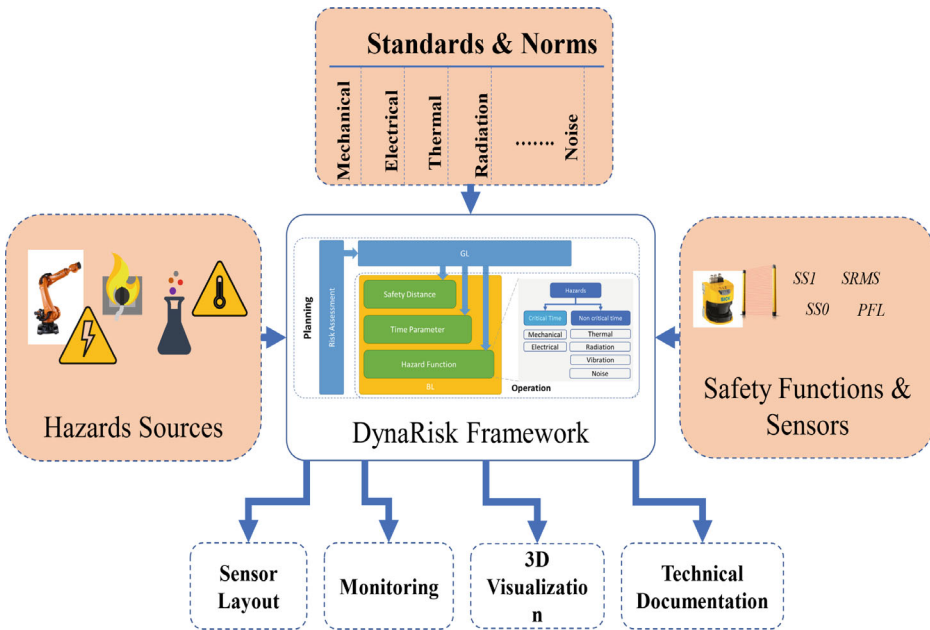 Standards & Norms
Mechanical
Electrical
Thermal
Radiation
.......
Noise
Hazards Sources
Planning
Risk Assessment
GL
Safety Distance
Time Parameter
Hazard Function
BL
Hazards
Critical Time
Non critical time
Mechanical
Thermal
Electrical
Radiation
Vibration
Noise
Operation
DynaRisk Framework
SS1 SRMS
SS0 PFL
Safety Functions &
Sensors
Sensor
Layout
Monitoring
3D
Visualizatio
n
Technical
Documentation